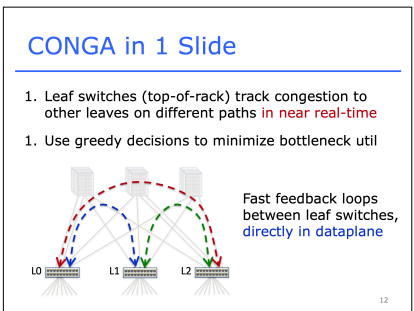 CONGA in 1 Slide
1. Leaf switches (top-of-rack) track congestion to
other leaves on different paths in near real-time
1. Use greedy decisions to minimize bottleneck util
Fast feedback loops
between leaf switches,
directly in dataplane
L0 L1 L2
12